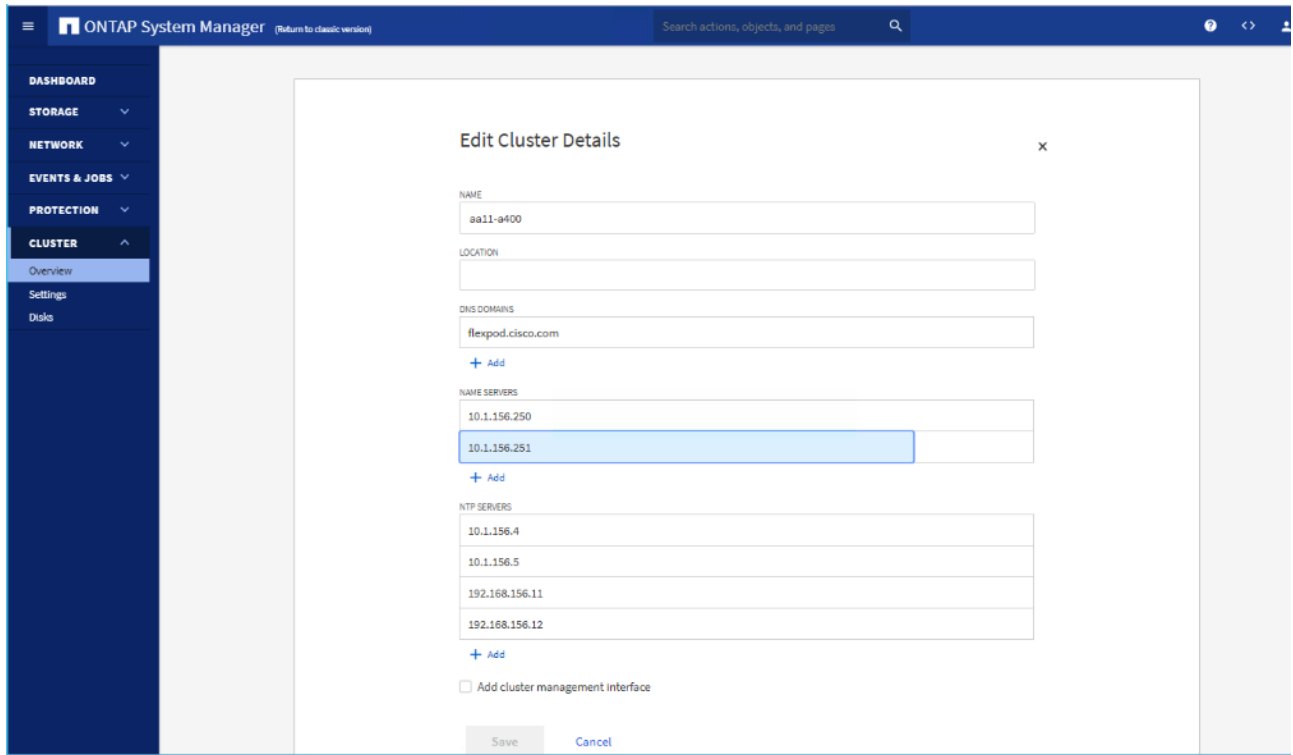 ONTAP System Manager (Return to classic version)
Search actions, objects, and pages
DASHBOARD
STORAGE
NETWORK
EVENTS & JOBS
PROTECTION
CLUSTER
Overview
Settings
Disks
Edit Cluster Details
NAME
aa11-a400
LOCATION
DNS DOMAINS
flexpod.cisco.com
+ Add
NAME SERVERS
10.1.156.250
10.1.156.251
+ Add
NTP SERVERS
10.1.156.4
10.1.156.5
192.168.156.11
192.168.156.12
+ Add
Add cluster management interface
Save Cancel